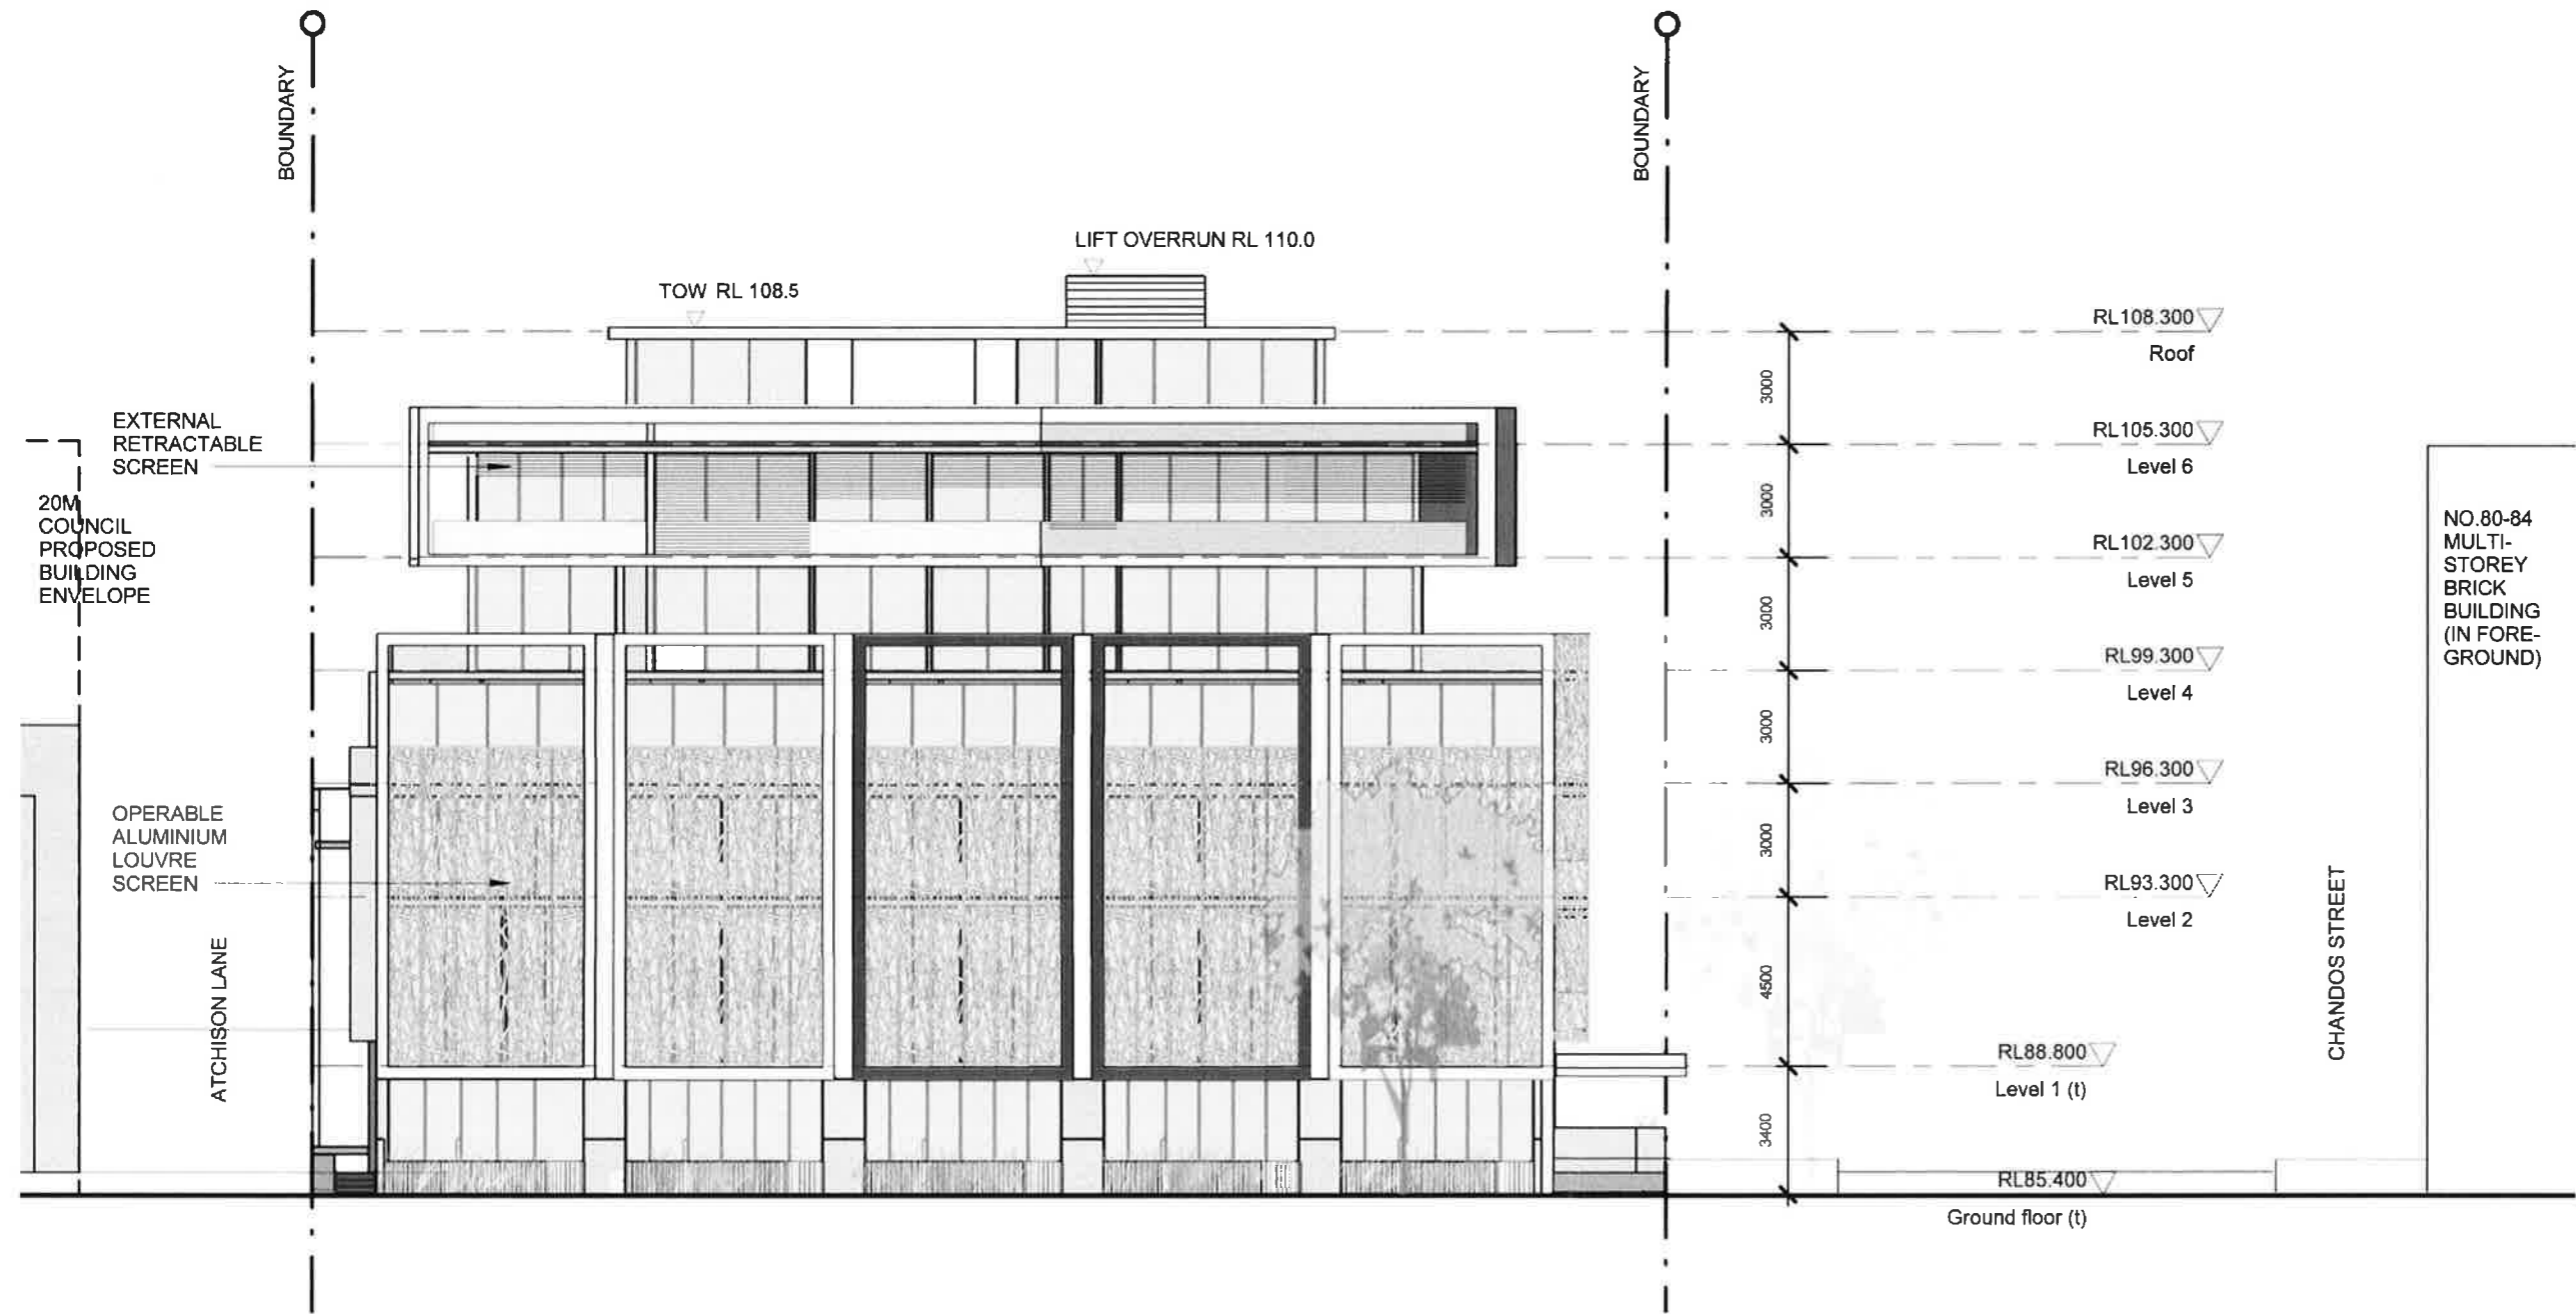 BOUNDARY
BOUNDARY
LIFT OVERRUN RL 110.0
TOW RL 108.5
EXTERNAL
RETRACTABLE
SCREEN
20M
COUNCIL
PROPOSED
BUILDING
ENVELOPE
OPERABLE
ALUMINIUM
LOUVRE
SCREEN
ATCHISON LANE
3000
3000
3000
3000
3000
4500
3400
RL108.300
Roof
RL105.300
Level 6
RL102.300
Level 5
RL99.300
Level 4
RL96.300
Level 3
RL93.300
Level 2
RL88.800
Level 1 (t)
RL85.400
Ground floor (t)
CHANDOS STREET
NO.80-84
MULTI-
STOREY
BRICK
BUILDING
(IN FORE-
GROUND)